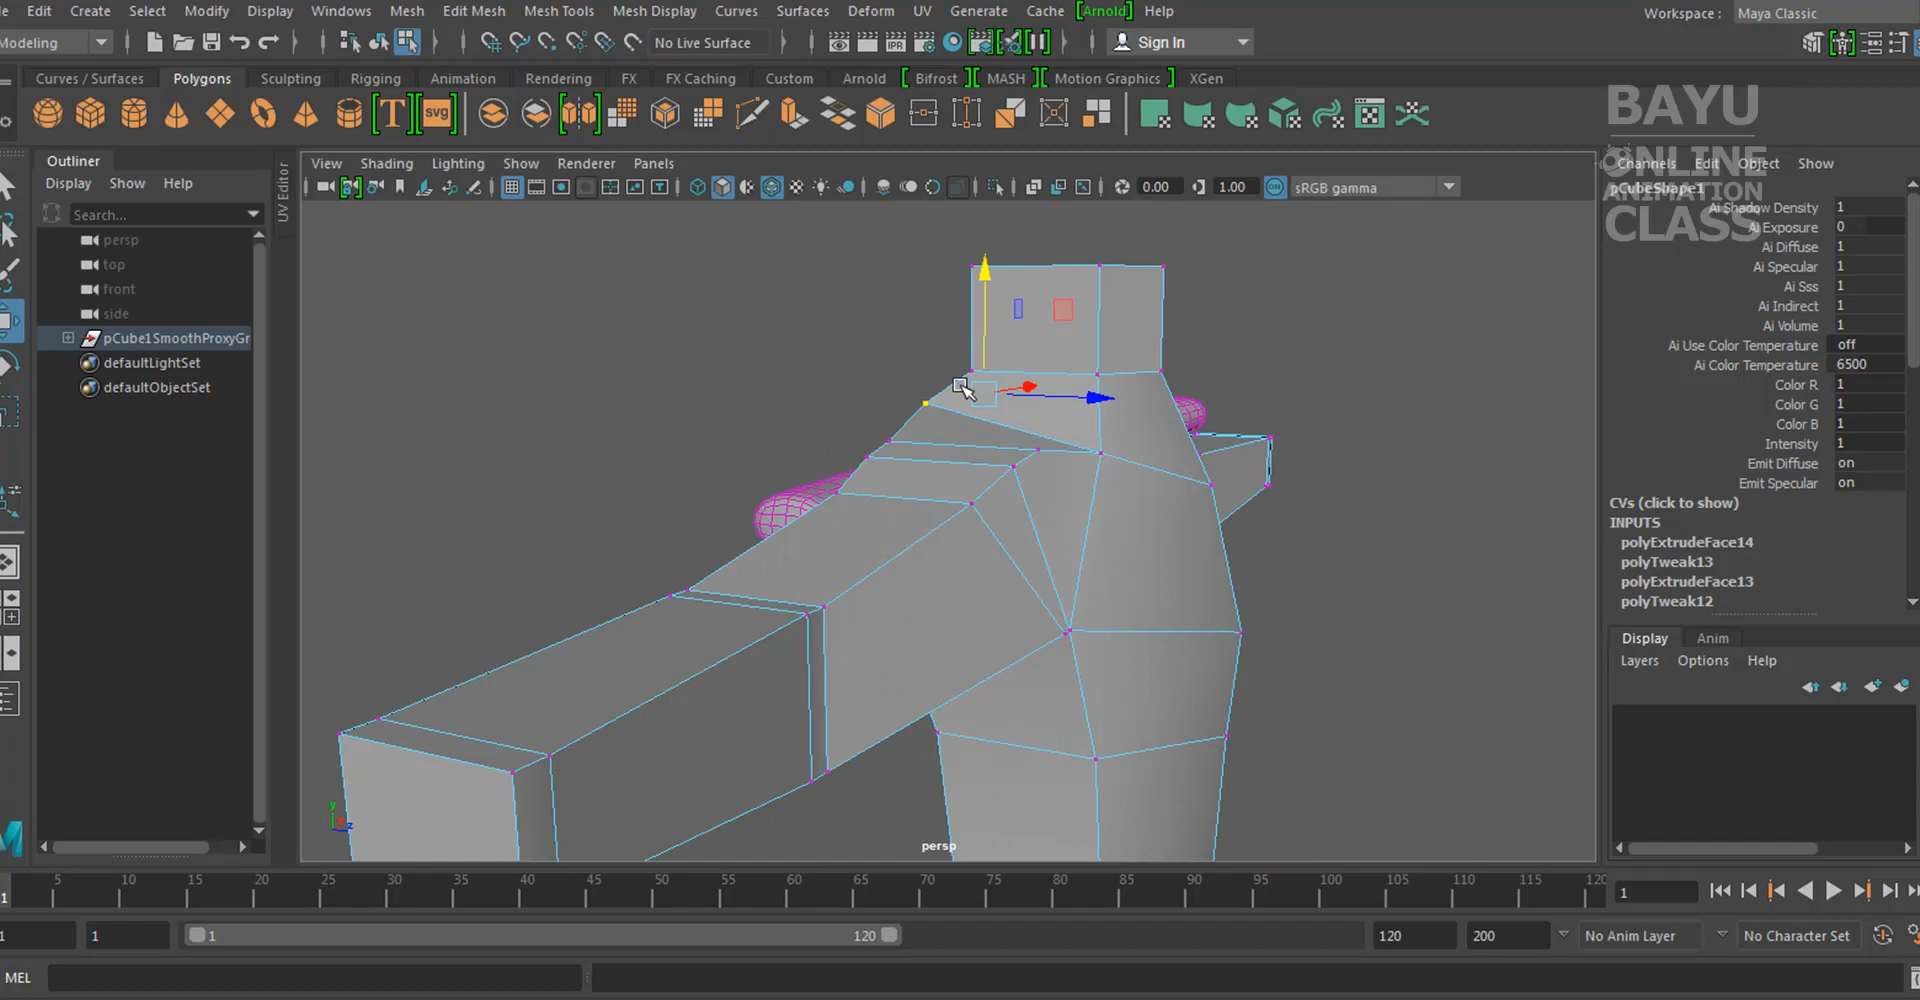 Edit Create Select Modify Display Windows Mesh Edit Mesh Mesh Tools Mesh Display Curves Surfaces Deform UV Generate Cache [Arnold] Help
Workspace : Maya Classic
Modeling
No Live Surface
IPR
Sign In
Curves / Surfaces Polygons Sculpting Rigging Animation Rendering FX FX Caching Custom Arnold Bifrost MASH Motion Graphics XGen
T svg
BAYU
ONLINE
ANIMATION
CLASS
Outliner
Display Show Help
Search...
UV Editor
persp
top
front
side
pCube1SmoothProxyGr
defaultLightSet
defaultObjectSet
View Shading Lighting Show Renderer Panels
0.00 1.00 ON sRGB gamma
Channels Edit Object Show
pCubeShape1
Ai Shadow Density 1
Ai Exposure 0
Ai Diffuse 1
Ai Specular 1
Ai Sss 1
Ai Indirect 1
Ai Volume 1
Ai Use Color Temperature off
Ai Color Temperature 6500
Color R 1
Color G 1
Color B 1
Intensity 1
Emit Diffuse on
Emit Specular on
CVs (click to show)
INPUTS
polyExtrudeFace14
polyTweak13
polyExtrudeFace13
polyTweak12
Display Anim
Layers Options Help
y
z
persp
5 10 15 20 25 30 35 40 45 50 55 60 65 70 75 80 85 90 95 100 105 110 115 120
1
1
1 1 1 120 120 200 No Anim Layer No Character Set
MEL